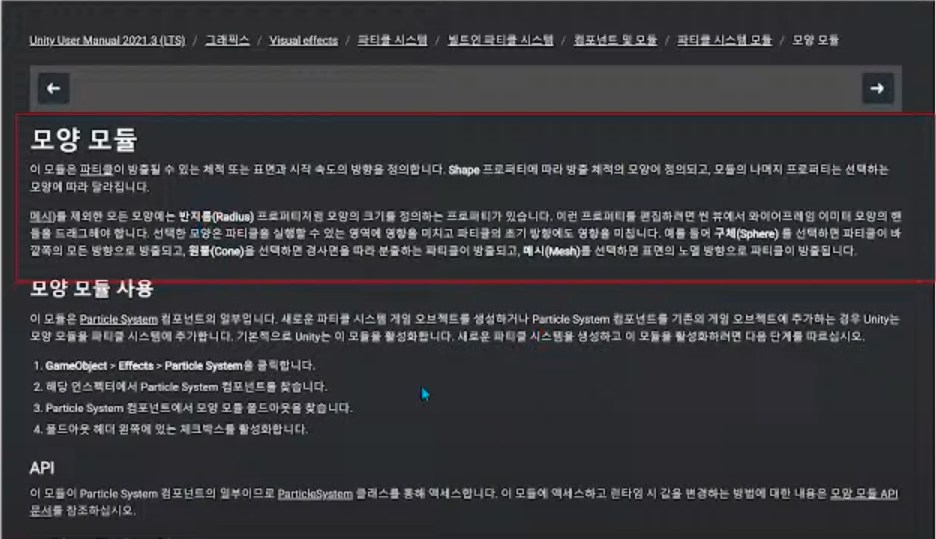 Unity User Manual 2021.3 (LTS) / 그래픽스 / Visual effects / 파티클 시스템 / 빌트인 파티클 시스템 / 컴포넌트 및 모듈 / 파티클 시스템 모듈 / 모양 모듈
모양 모듈
이 모듈은 파티클이 방출될 수 있는 체적 또는 표면과 시작 속도의 방향을 정의합니다. Shape 프로퍼티에 따라 방출 체적의 모양이 정의되고, 모듈의 나머지 프로퍼티는 선택하는
모양에 따라 달라집니다.
메시)를 제외한 모든 모양에는 반지름(Radius) 프로퍼티처럼 모양의 크기를 정의하는 프로퍼티가 있습니다. 이런 프로퍼티를 편집하려면 씬 뷰에서 와이어프레임 이미터 모양의 핸
들을 드래그해야 합니다. 선택한 모양은 파티클을 실행할 수 있는 영역에 영향을 미치고 파티클의 초기 방향에도 영향을 미칩니다. 예를 들어 구체(Sphere) 를 선택하면 파티클이 바
깥쪽의 모든 방향으로 방출되고, 원뿔(Cone)을 선택하면 경사면을 따라 분출하는 파티클이 방출되고, 메시(Mesh)를 선택하면 표면의 노멀 방향으로 파티클이 방출됩니다.
모양 모듈 사용
이 모듈은 Particle System 컴포넌트의 일부입니다. 새로운 파티클 시스템 게임 오브젝트를 생성하거나 Particle System 컴포넌트를 기존의 게임 오브젝트에 추가하는 경우 Unity는
모양 모듈을 파티클 시스템에 추가합니다. 기본적으로 Unity는 이 모듈을 활성화합니다. 새로운 파티클 시스템을 생성하고 이 모듈을 활성화하려면 다음 단계를 따르십시오.
1. GameObject > Effects > Particle System을 클릭합니다.
2. 해당 인스펙터에서 Particle System 컴포넌트를 찾습니다.
3. Particle System 컴포넌트에서 모양 모듈 폴드아웃을 찾습니다.
4. 폴드아웃 헤더 왼쪽에 있는 체크박스를 활성화합니다.
API
이 모듈이 Particle System 컴포넌트의 일부이므로 ParticleSystem 클래스를 통해 액세스합니다. 이 모듈에 액세스하고 런타임 시 값을 변경하는 방법에 대한 내용은 모양 모듈 API
문서를 참조하십시오.